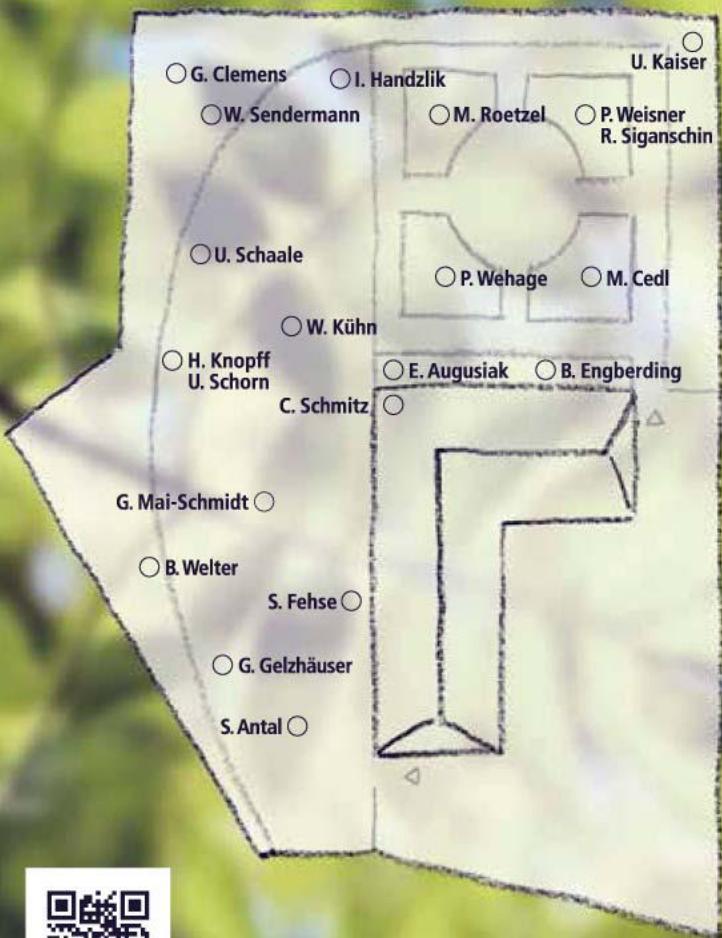 U. Kaiser
G. Clemens
I. Handzlik
W. Sendermann
M. Roetzel
P. Weisner
R. Siganschin
U. Schaale
P. Wehage
M. Cedl
W. Kühn
H. Knopff
U. Schorn
E. Augusiak
B. Engberding
C. Schmitz
G. Mai-Schmidt
B. Welter
S. Fehse
G. Gelzhäuser
S. Antal